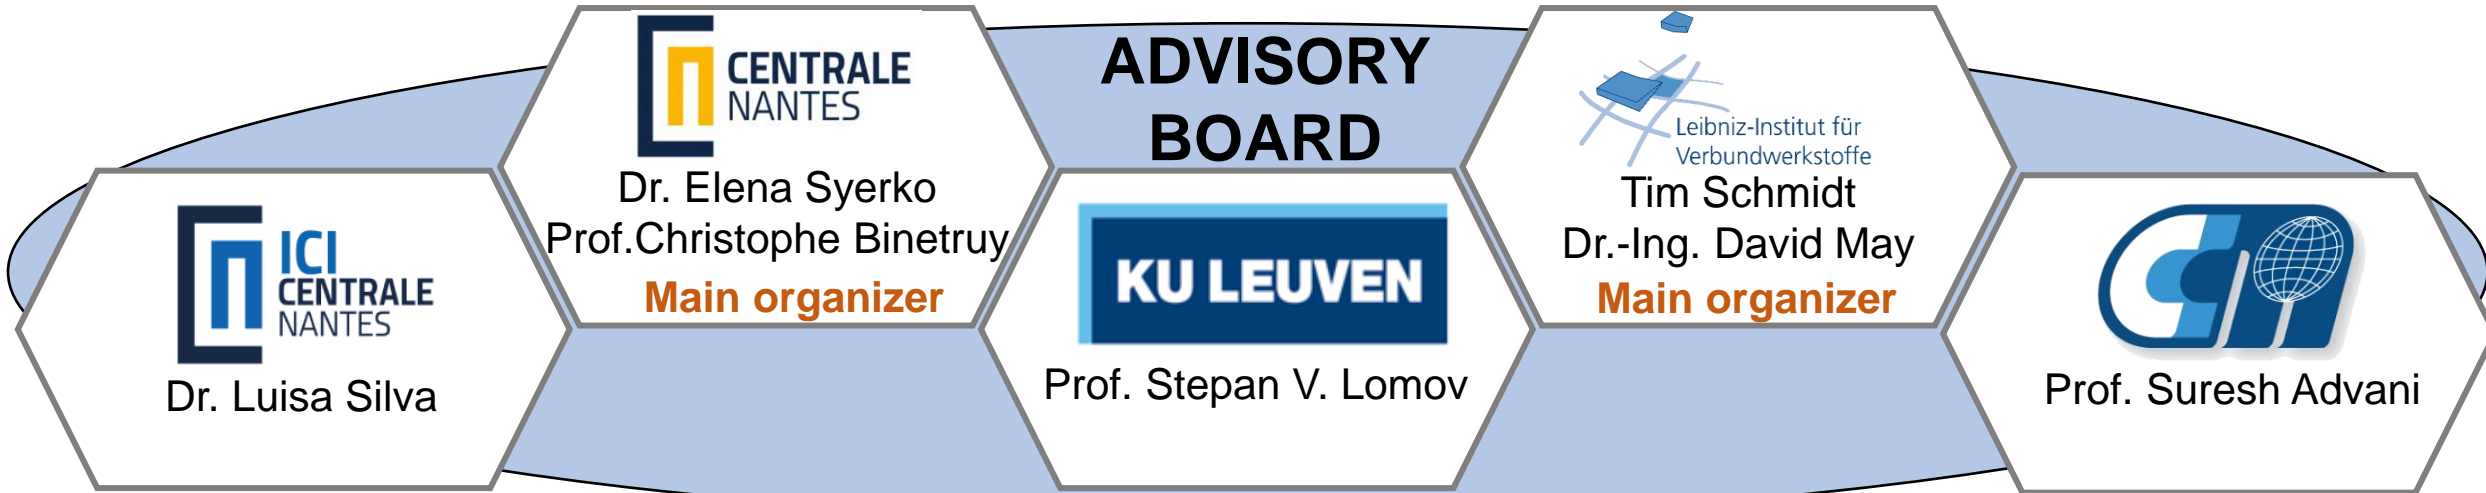 ADVISORY
BOARD
ICI
CENTRALE
NANTES
Dr. Luisa Silva
CENTRALE
NANTES
Dr. Elena Syerko
Prof.Christophe Binetruy
Main organizer
KU LEUVEN
Prof. Stepan V. Lomov
Leibniz-Institut für
Verbundwerkstoffe
Tim Schmidt
Dr.-Ing. David May
Main organizer
Prof. Suresh Advani